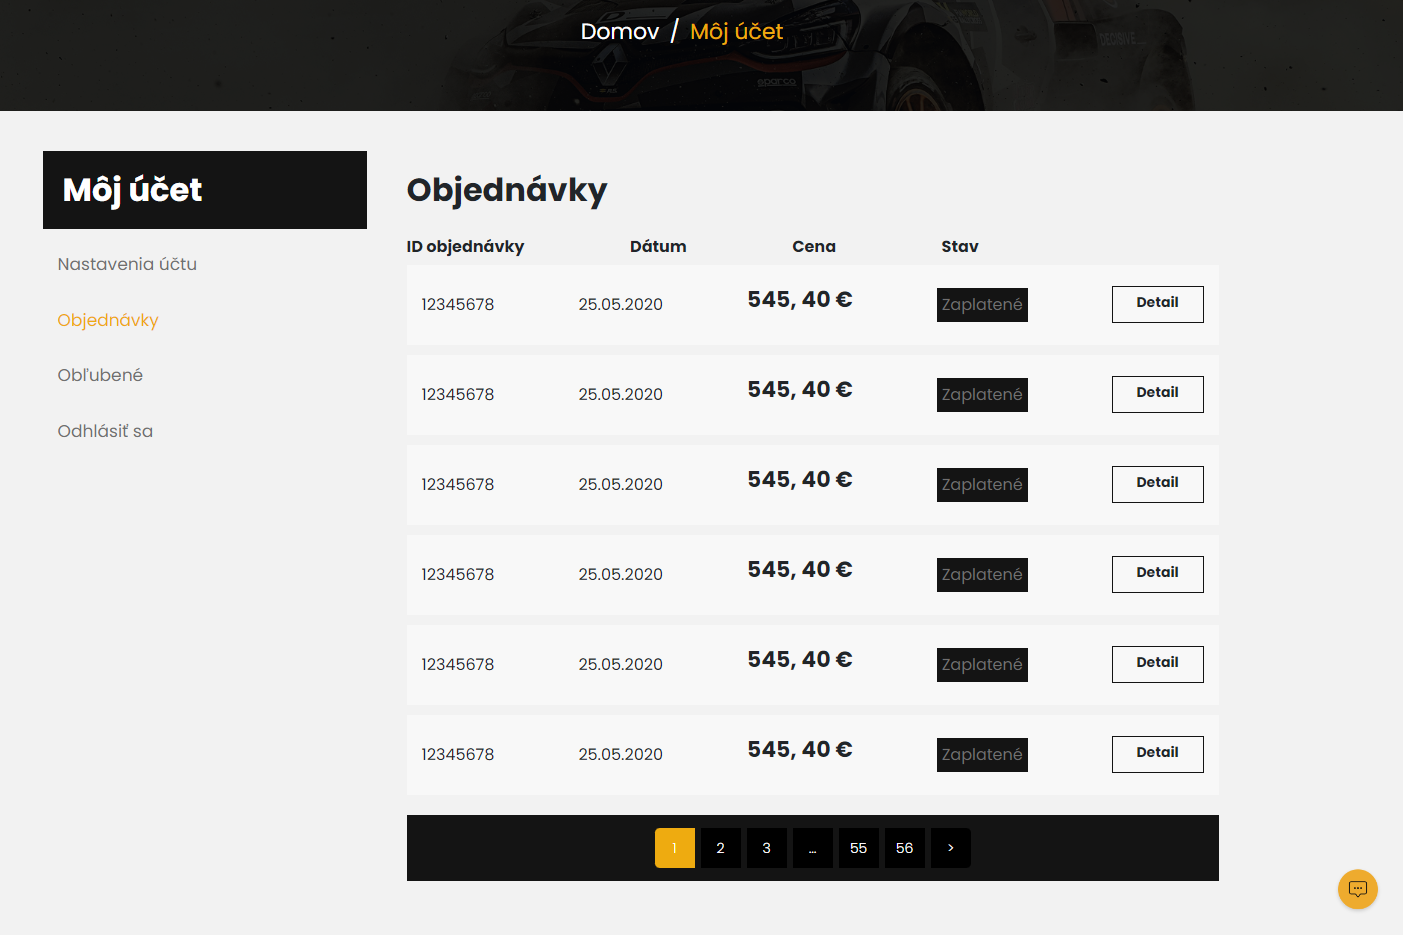 Domov / Môj účet
sparco
DECISIVE
Môj účet
Nastavenia účtu
Objednávky
Obľubené
Odhlásiť sa
Objednávky
ID objednávky Dátum Cena Stav
12345678 25.05.2020 545, 40 € Zaplatené Detail
12345678 25.05.2020 545, 40 € Zaplatené Detail
12345678 25.05.2020 545, 40 € Zaplatené Detail
12345678 25.05.2020 545, 40 € Zaplatené Detail
12345678 25.05.2020 545, 40 € Zaplatené Detail
12345678 25.05.2020 545, 40 € Zaplatené Detail
1 2 3 ... 55 56 >